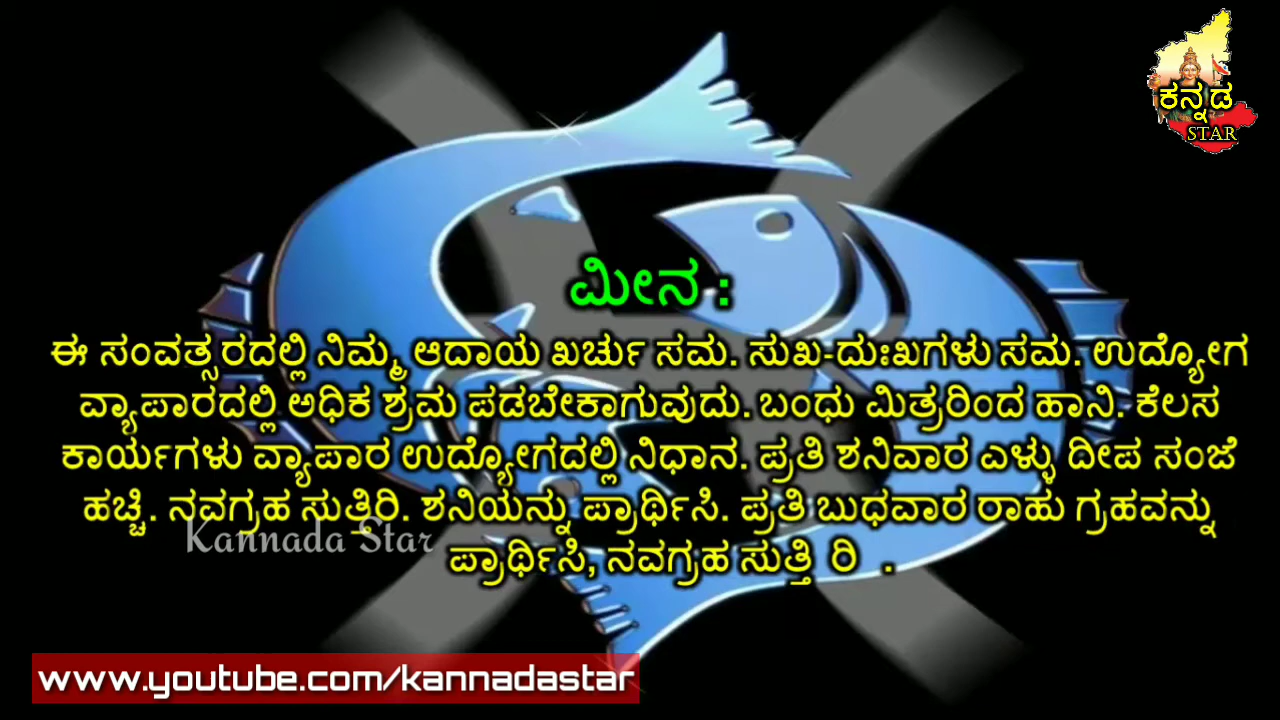 ಕನ್ನಡ
STAR
ಮೀನ :
ಈ ಸಂವತ್ಸರದಲ್ಲಿ ನಿಮ್ಮ ಆದಾಯ ಖರ್ಚು ಸಮ. ಸುಖ-ದುಃಖಗಳು ಸಮ. ಉದ್ಯೋಗ
ವ್ಯಾಪಾರದಲ್ಲಿ ಅಧಿಕ ಶ್ರಮ ಪಡಬೇಕಾಗುವುದು. ಬಂಧು ಮಿತ್ರರಿಂದ ಹಾನಿ. ಕೆಲಸ
ಕಾರ್ಯಗಳು ವ್ಯಾಪಾರ ಉದ್ಯೋಗದಲ್ಲಿ ನಿಧಾನ. ಪ್ರತಿ ಶನಿವಾರ ಎಳ್ಳು ದೀಪ ಸಂಜೆ
ಹಚ್ಚಿ. ನವಗ್ರಹ ಸುತ್ತಿರಿ. ಶನಿಯನ್ನು ಪ್ರಾರ್ಥಿಸಿ. ಪ್ರತಿ ಬುಧವಾರ ರಾಹು ಗ್ರಹವನ್ನು
Kannada Star
ಪ್ರಾರ್ಥಿಸಿ, ನವಗ್ರಹ ಸುತ್ತಿ ರಿ .
www.youtube.com/kannadastar